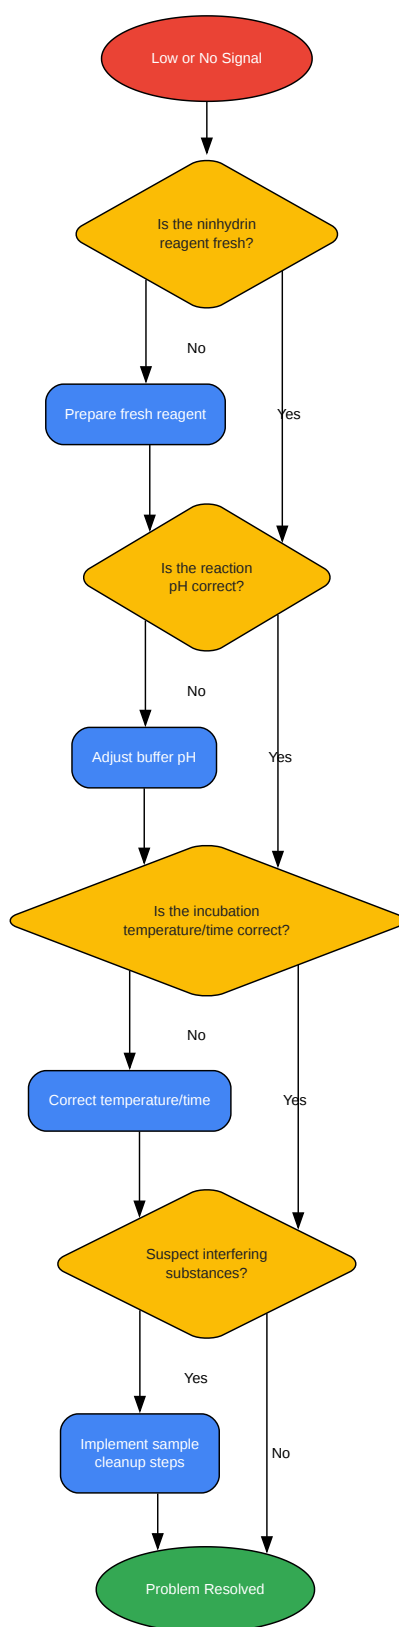 Low or No Signal
Is the ninhydrin
reagent fresh?
No
Prepare fresh reagent
Yes
Is the reaction
pH correct?
No
Adjust buffer pH
Yes
Is the incubation
temperature/time correct?
No
Correct temperature/time
Yes
Suspect interfering
substances?
Yes
Implement sample
cleanup steps
No
Problem Resolved